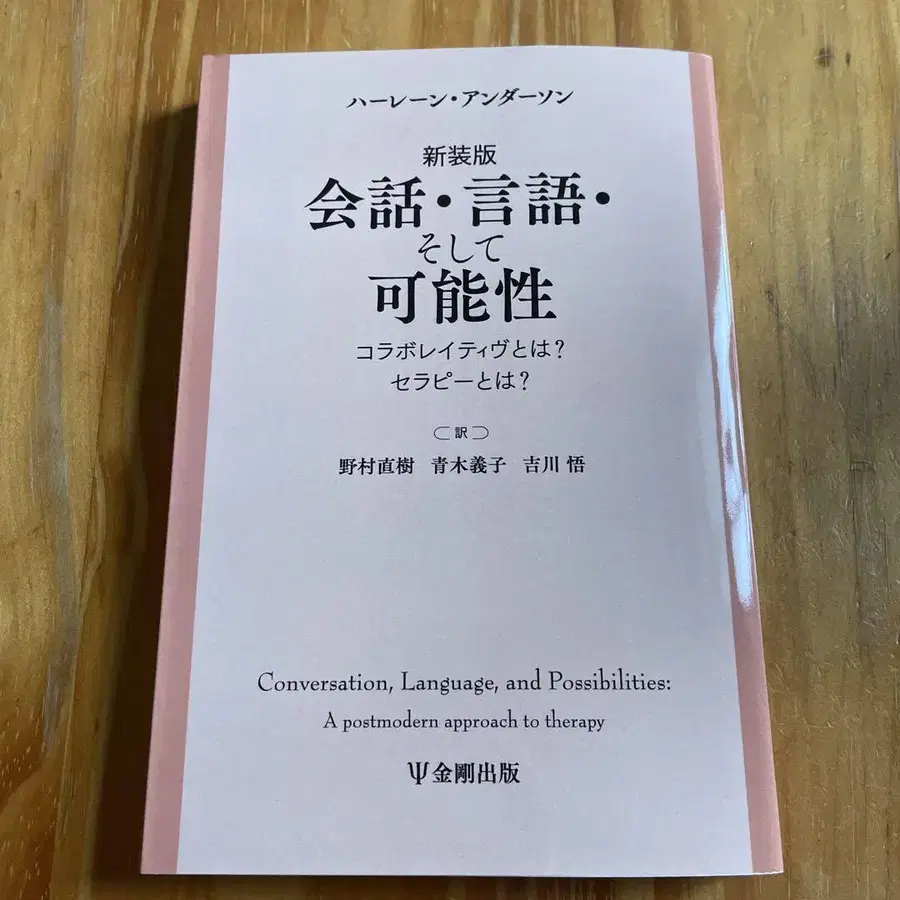 ハーレーン・アンダーソン
新装版
会話・言語・
そして
可能性
コラボレイティヴとは?
セラピーとは?
訳
野村直樹 青木義子 吉川 悟
Conversation, Language, and Possibilities:
A postmodern approach to therapy
Ψ金剛出版